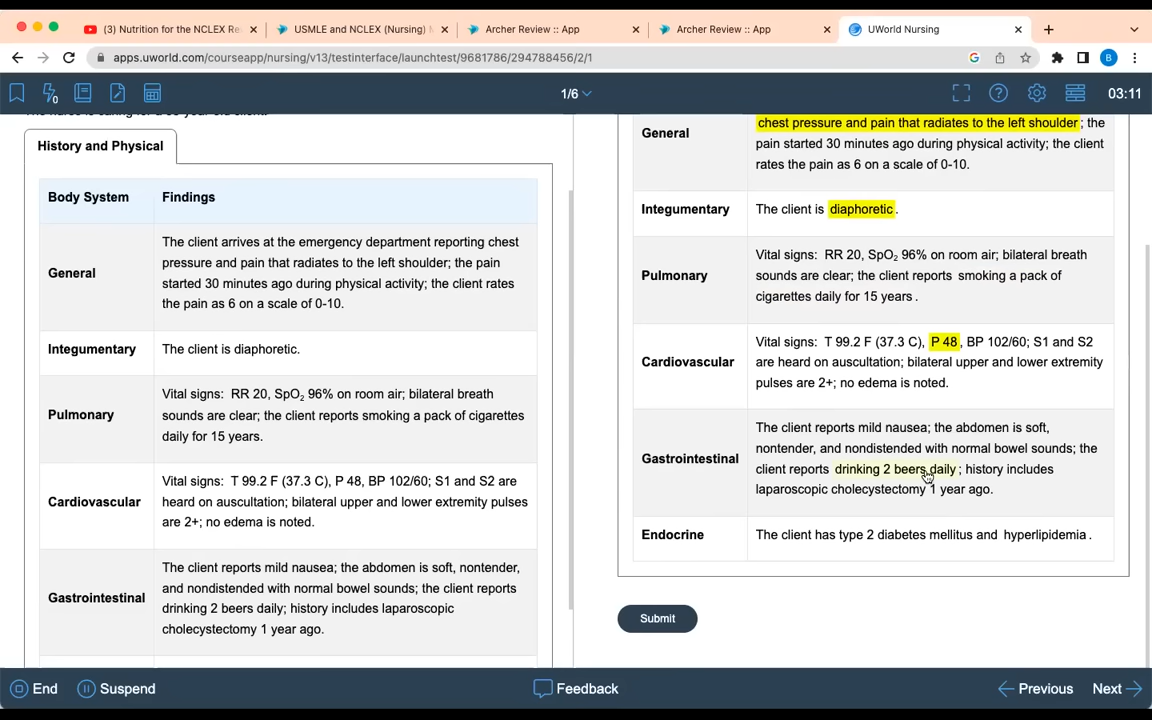 (3) Nutrition for the NCLEX Re
USMLE and NCLEX (Nursing)
Archer Review :: App
Archer Review :: App
UWorld Nursing
apps.uworld.com/courseapp/nursing/v13/testinterface/launchtest/9681786/294788456/2/1
B
0
1/6
03:11
History and Physical
Body System
Findings
General
The client arrives at the emergency department reporting chest
pressure and pain that radiates to the left shoulder; the pain
started 30 minutes ago during physical activity; the client rates
the pain as 6 on a scale of 0-10.
Integumentary
The client is diaphoretic.
Pulmonary
Vital signs: RR 20, SpO₂ 96% on room air; bilateral breath
sounds are clear; the client reports smoking a pack of cigarettes
daily for 15 years.
Cardiovascular
Vital signs: T 99.2 F (37.3 C), P 48, BP 102/60; S1 and S2 are
heard on auscultation; bilateral upper and lower extremity pulses
are 2+; no edema is noted.
Gastrointestinal
The client reports mild nausea; the abdomen is soft, nontender,
and nondistended with normal bowel sounds; the client reports
drinking 2 beers daily; history includes laparoscopic
cholecystectomy 1 year ago.
General
chest pressure and pain that radiates to the left shoulder; the
pain started 30 minutes ago during physical activity; the client
rates the pain as 6 on a scale of 0-10.
Integumentary
The client is diaphoretic.
Pulmonary
Vital signs: RR 20, SpO₂ 96% on room air; bilateral breath
sounds are clear; the client reports smoking a pack of
cigarettes daily for 15 years.
Cardiovascular
Vital signs: T 99.2 F (37.3 C), P 48, BP 102/60; S1 and S2
are heard on auscultation; bilateral upper and lower extremity
pulses are 2+; no edema is noted.
Gastrointestinal
The client reports mild nausea; the abdomen is soft,
nontender, and nondistended with normal bowel sounds; the
client reports drinking 2 beers daily; history includes
laparoscopic cholecystectomy 1 year ago.
Endocrine
The client has type 2 diabetes mellitus and hyperlipidemia.
Submit
End
Suspend
Feedback
Previous
Next